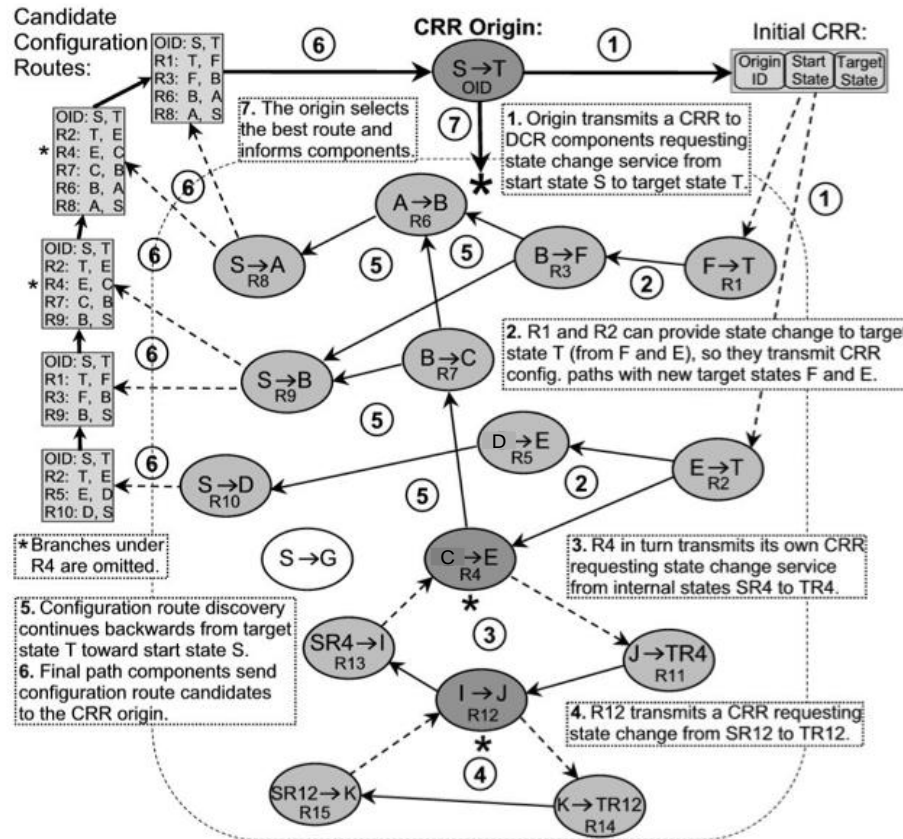 Candidate
Configuration
Routes:
CRR Origin:
Initial CRR:
S→T
OID
Origin ID
Start State
Target State
1
6
7
1
OID: S, T
R1: T, F
R3: F, B
R6: B, A
R8: A, S
OID: S, T
R2: T, E
* R4: E, C
R7: C, B
R6: B, A
R8: A, S
OID: S, T
R2: T, E
* R4: E, C
R7: C, B
R9: B, S
OID: S, T
R1: T, F
R3: F, B
R9: B, S
OID: S, T
R2: T, E
R5: E, D
R10: D, S
* Branches under
R4 are omitted.
7. The origin selects
the best route and
informs components.
1. Origin transmits a CRR to
DCR components requesting
state change service from
start state S to target state T.
*
6
6
6
6
A→B
R6
S→A
R8
B→F
R3
F→T
R1
5
5
2
2. R1 and R2 can provide state change to target
state T (from F and E), so they transmit CRR
config. paths with new target states F and E.
S→B
R9
B→C
R7
5
D→E
R5
E→T
R2
2
S→D
R10
5
S→G
C→E
R4
*
3
3. R4 in turn transmits its own CRR
requesting state change service
from internal states SR4 to TR4.
5. Configuration route discovery
continues backwards from target
state T toward start state S.
6. Final path components send
configuration route candidates
to the CRR origin.
SR4→I
R13
J→TR4
R11
I→J
R12
*
4
4. R12 transmits a CRR requesting
state change from SR12 to TR12.
SR12→K
R15
K→TR12
R14